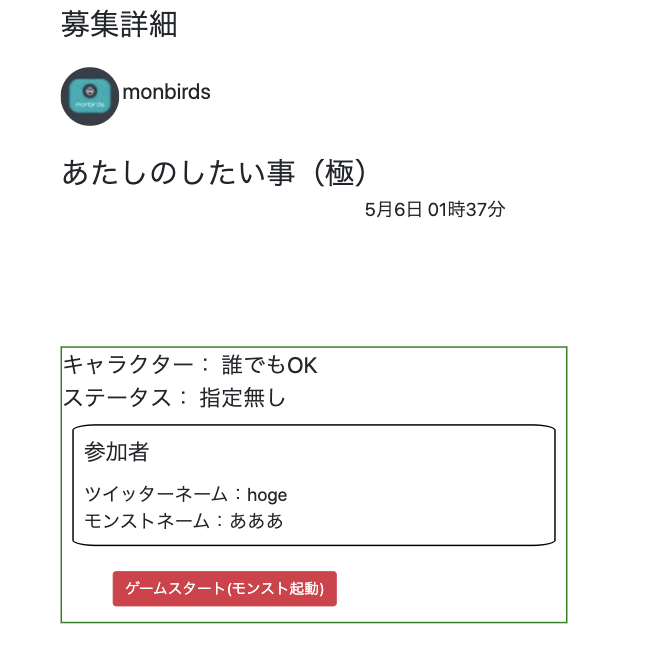 募集詳細
monbirds
monbirds
あたしのしたい事（極）
5月6日 01時37分
キャラクター： 誰でもOK
ステータス： 指定無し
参加者
ツイッターネーム：hoge
モンストネーム：あああ
ゲームスタート(モンスト起動)